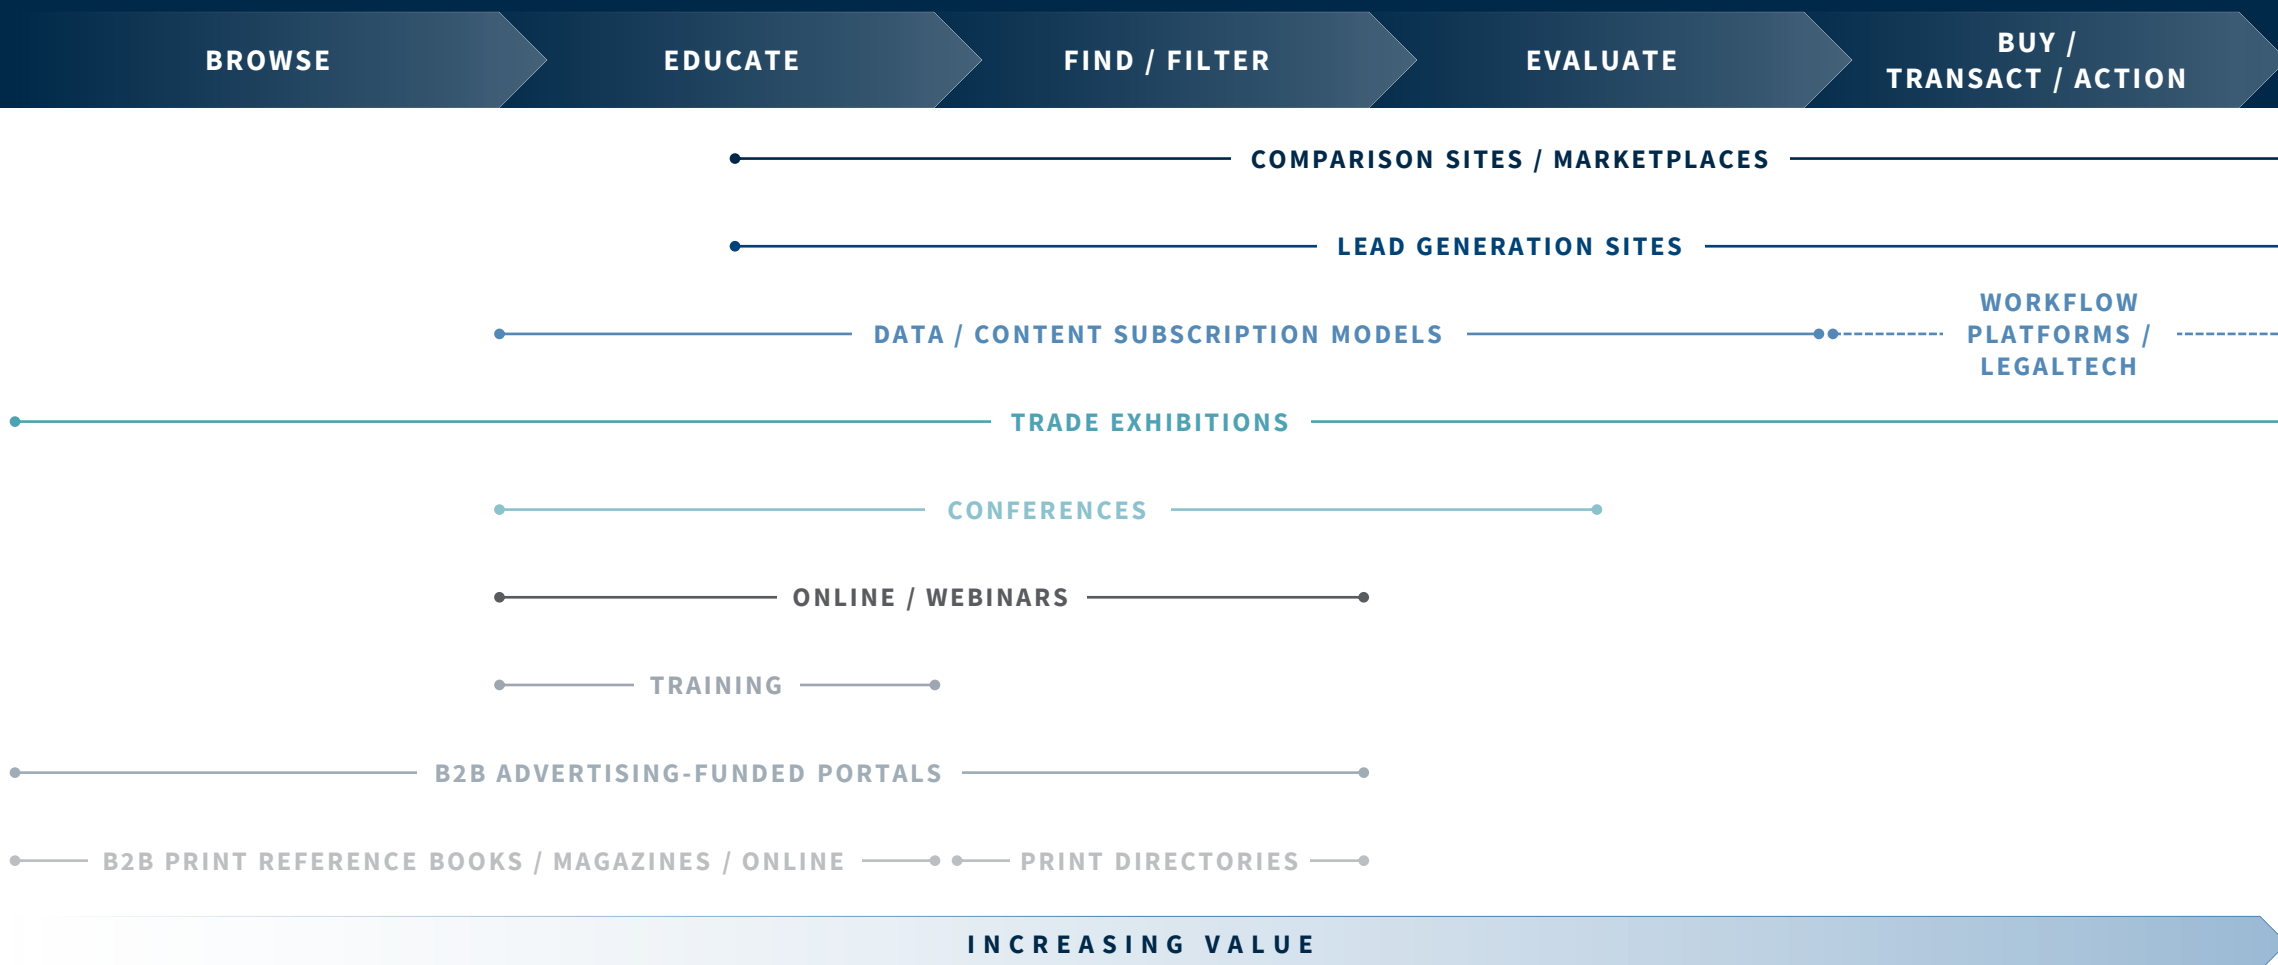 BROWSE
EDUCATE
FIND / FILTER
EVALUATE
BUY /
TRANSACT / ACTION
COMPARISON SITES / MARKETPLACES
LEAD GENERATION SITES
DATA / CONTENT SUBSCRIPTION MODELS
WORKFLOW
PLATFORMS /
LEGALTECH
TRADE EXHIBITIONS
CONFERENCES
ONLINE / WEBINARS
TRAINING
B2B ADVERTISING-FUNDED PORTALS
B2B PRINT REFERENCE BOOKS / MAGAZINES / ONLINE
PRINT DIRECTORIES
INCREASING VALUE